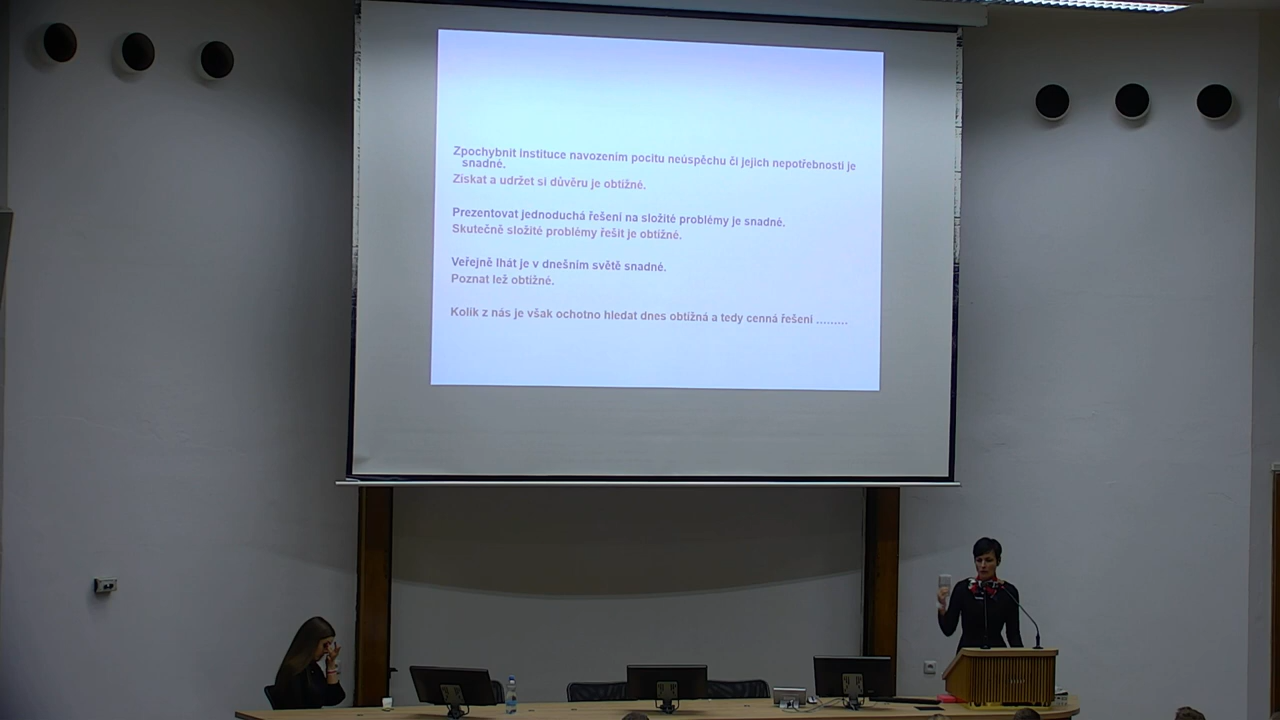 Zpochybnit instituce navozením pocitu neúspěchu či jejich nepotřebnosti je
snadné.
Získat a udržet si důvěru je obtížné.
Prezentovat jednoduchá řešení na složité problémy je snadné.
Skutečně složité problémy řešit je obtížné.
Veřejně lhát je v dnešním světě snadné.
Poznat lež obtížné.
Kolik z nás je však ochotno hledat dnes obtížná a tedy cenná řešení .........